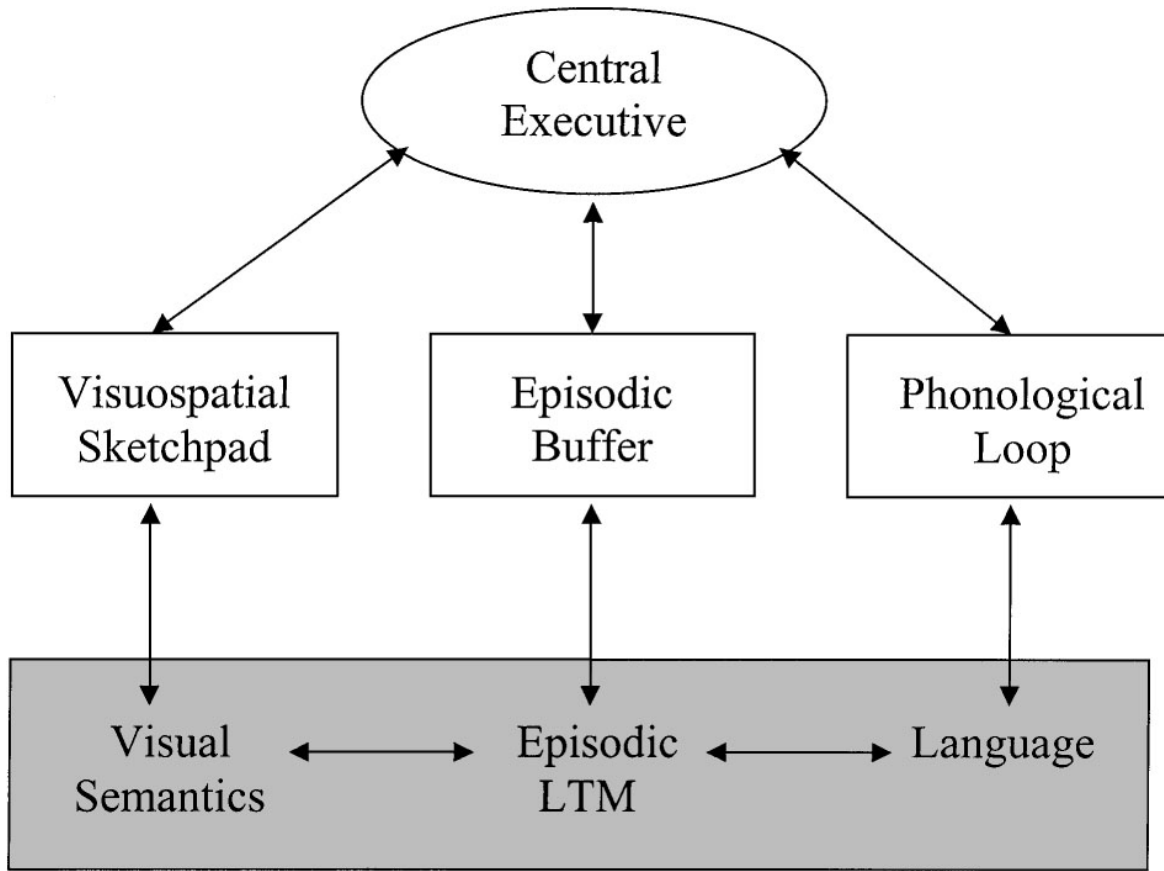 Central
Executive
Visuospatial
Sketchpad
Episodic
Buffer
Phonological
Loop
Visual
Semantics
Episodic
LTM
Language